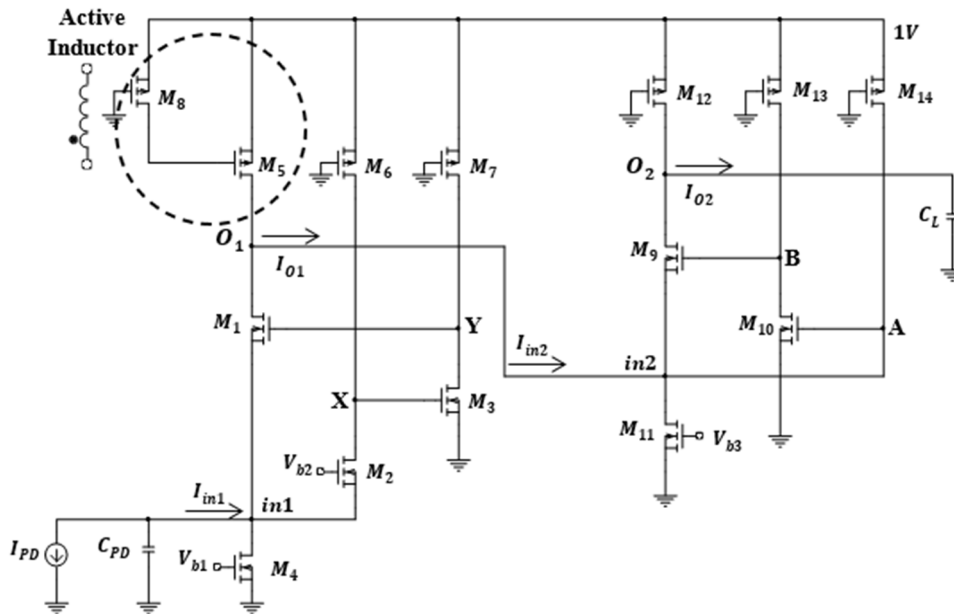 Active
Inductor
1V
M8
M5
M6
M7
M12
M13
M14
O1
IO1
O2
IO2
CL
M9
B
M1
Y
M10
A
Iin2
in2
X
M3
M11
Vb3
Vb2
M2
Iin1
in1
IPD
CPD
Vb1
M4